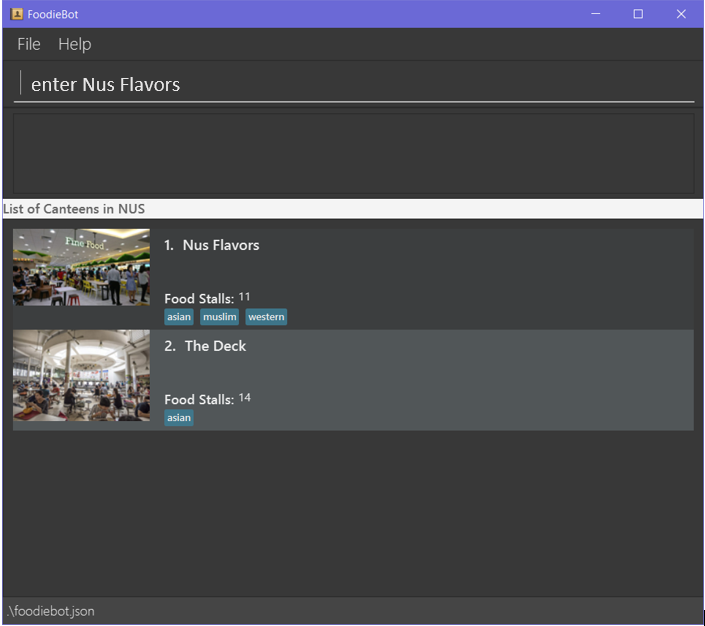 FoodieBot
File Help
enter Nus Flavors
List of Canteens in NUS
Fine Food
1. Nus Flavors
Food Stalls: 11
asian muslim western
2. The Deck
Food Stalls: 14
asian
.\foodiebot.json